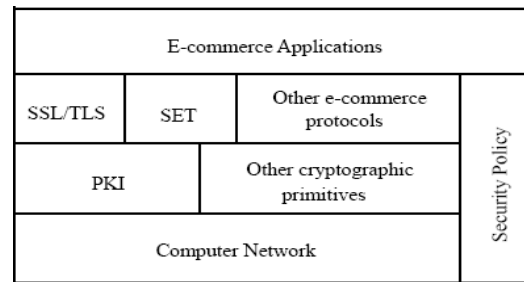 E-commerce Applications
SSL/TLS
SET
Other e-commerce
protocols
PKI
Other cryptographic
primitives
Computer Network
Security Policy